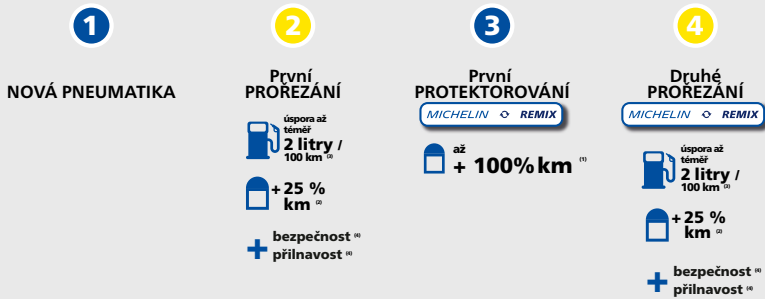 1
NOVÁ PNEUMATIKA
2
První
PROŘEZÁNÍ
úspora až
téměř
2 litry /
100 km (3)
+ 25 %
km (2)
+ bezpečnost (4)
přilnavost (4)
3
První
PROTEKTOROVÁNÍ
MICHELIN REMIX
až
+ 100% km (1)
4
Druhé
PROŘEZÁNÍ
MICHELIN REMIX
úspora až
téměř
2 litry /
100 km (3)
+ 25 %
km (2)
+ bezpečnost (4)
přilnavost (4)